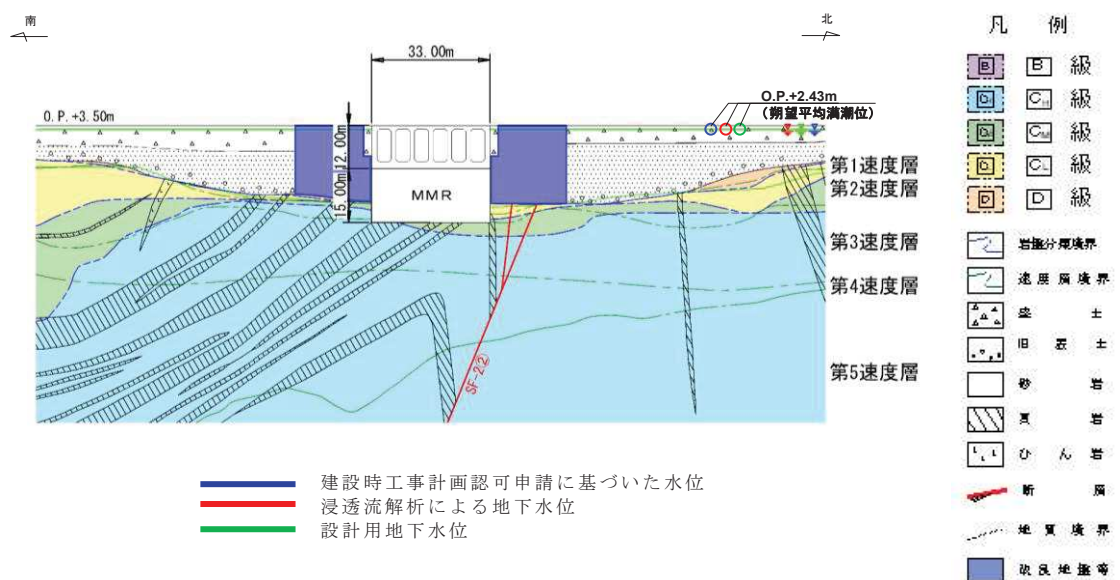 南
北
33.00m
O.P.+2.43m
(朔望平均満潮位)
O.P.+3.50m
12.00m
15.00m
MMR
第1速度層
第2速度層
第3速度層
第4速度層
第5速度層
SF-2②
建設時工事計画認可申請に基づいた水位
浸透流解析による地下水位
設計用地下水位
凡 例
B B 級
CH 級
CM 級
CL 級
D D 級
岩盤分類境界
速度層境界
盛 土
旧 表 土
砂 岩
頁 岩
ひ ん 岩
断 層
地 質 境 界
改良地盤等